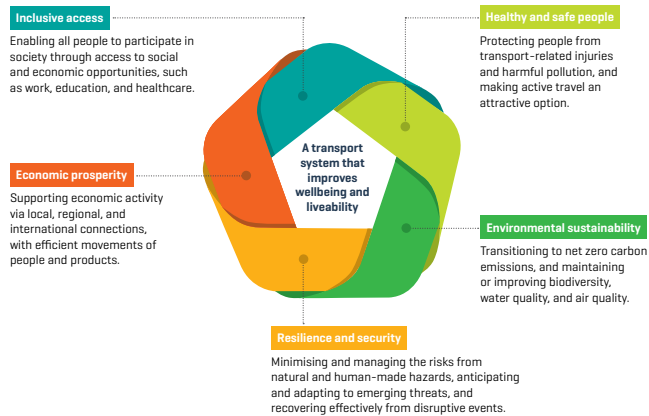 Inclusive access
Enabling all people to participate in
society through access to social
and economic opportunities, such
as work, education, and healthcare.
Healthy and safe people
Protecting people from
transport-related injuries
and harmful pollution, and
making active travel an
attractive option.
A transport
system that
improves
wellbeing and
liveability
Economic prosperity
Supporting economic activity
via local, regional, and
international connections,
with efficient movements of
people and products.
Environmental sustainability
Transitioning to net zero carbon
emissions, and maintaining
or improving biodiversity,
water quality, and air quality.
Resilience and security
Minimising and managing the risks from
natural and human-made hazards, anticipating
and adapting to emerging threats, and
recovering effectively from disruptive events.